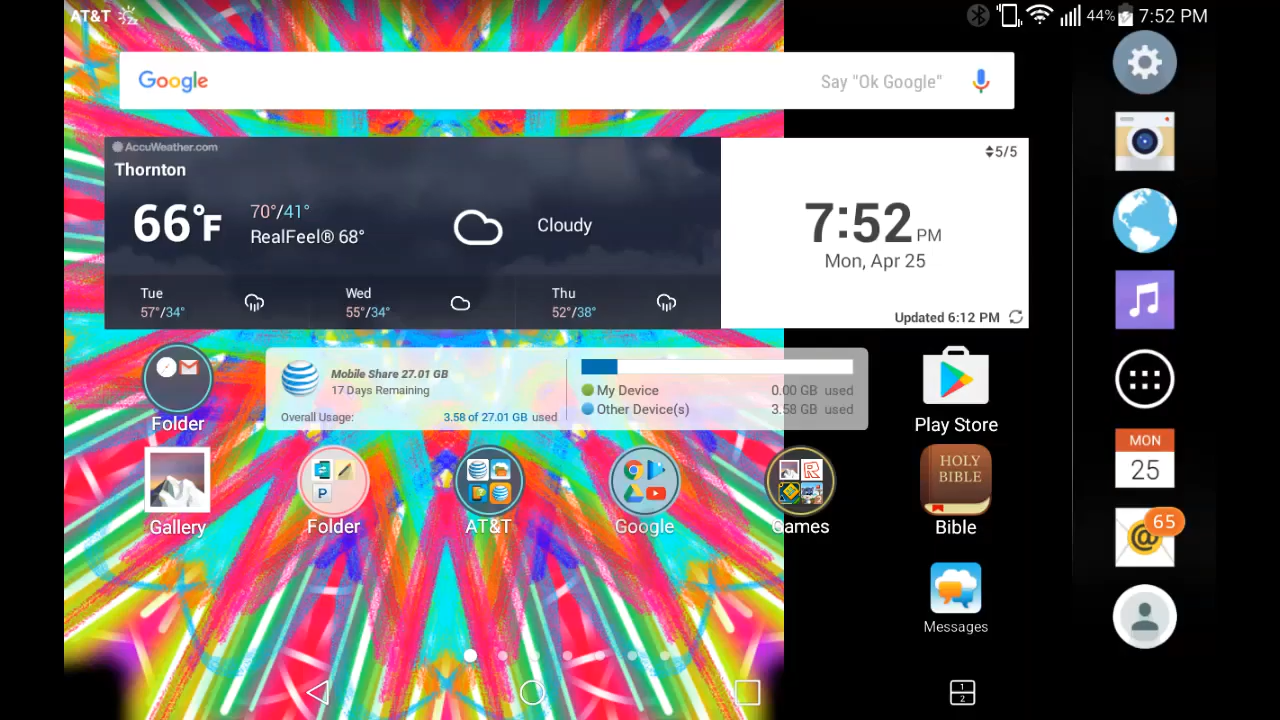 AT&T
44% 7:52 PM
Google
Say "Ok Google"
AccuWeather.com
Thornton
66°F
70°/41°
RealFeel® 68°
Cloudy
Tue
57°/34°
Wed
55°/34°
Thu
52°/38°
5/5
7:52 PM
Mon, Apr 25
Updated 6:12 PM
Mobile Share 27.01 GB
17 Days Remaining
Overall Usage: 3.58 of 27.01 GB used
My Device 0.00 GB used
Other Device(s) 3.58 GB used
Folder
Play Store
P
HOLY
BIBLE
Gallery
Folder
AT&T
Google
Games
Bible
Messages
1
2
MON
25
@
65